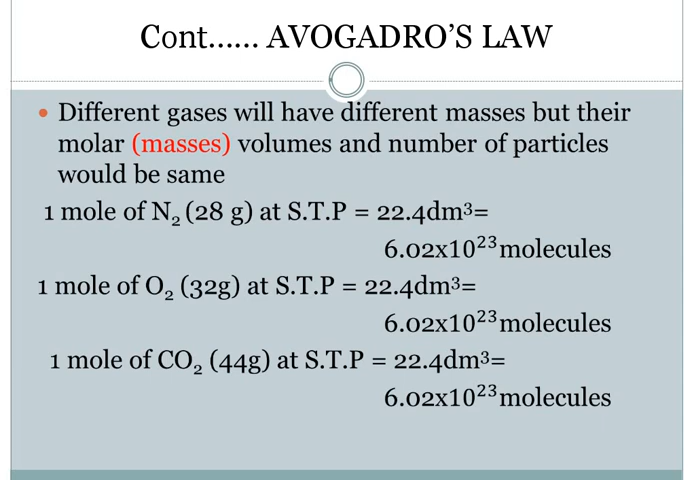 Cont...... AVOGADRO'S LAW
• Different gases will have different masses but their
molar (masses) volumes and number of particles
would be same
1 mole of N₂ (28 g) at S.T.P = 22.4dm³=
6.02x10²³molecules
1 mole of O₂ (32g) at S.T.P = 22.4dm³=
6.02x10²³molecules
1 mole of CO₂ (44g) at S.T.P = 22.4dm³=
6.02x10²³molecules